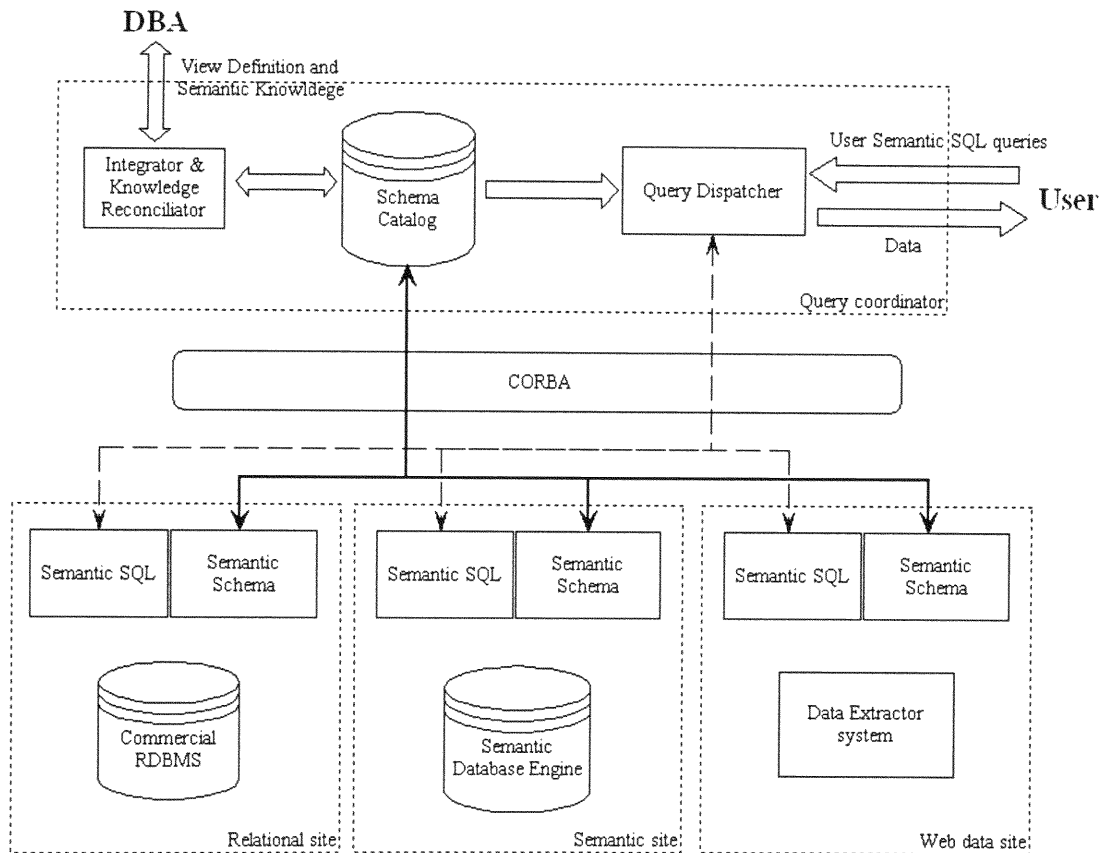 DBA
View Definition and
Semantic Knowldege
Integrator &
Knowledge
Reconciliator
Schema
Catalog
Query Dispatcher
User Semantic SQL queries
User
Data
Query coordinator
CORBA
Semantic SQL
Semantic
Schema
Semantic SQL
Semantic
Schema
Semantic SQL
Semantic
Schema
Commercial
RDBMS
Semantic
Database Engine
Data Extractor
system
Relational site
Semantic site
Web data site